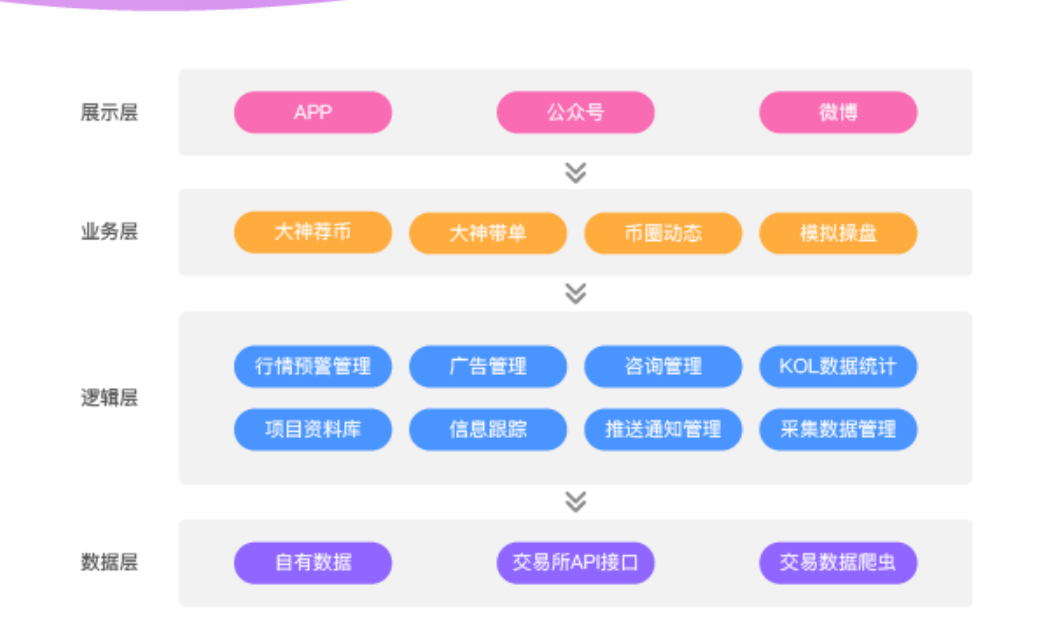 展示层
APP
公众号
微博
业务层
大神荐币
大神带单
币圈动态
模拟操盘
逻辑层
行情预警管理
广告管理
咨询管理
KOL数据统计
项目资料库
信息跟踪
推送通知管理
采集数据管理
数据层
自有数据
交易所API接口
交易数据爬虫